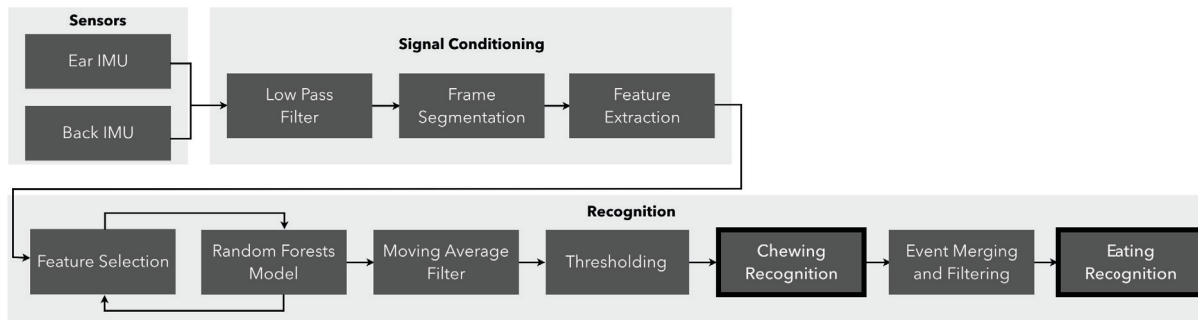 Sensors
Ear IMU
Back IMU
Signal Conditioning
Low Pass
Filter
Frame
Segmentation
Feature
Extraction
Recognition
Feature Selection
Random Forests
Model
Moving Average
Filter
Thresholding
Chewing
Recognition
Event Merging
and Filtering
Eating
Recognition